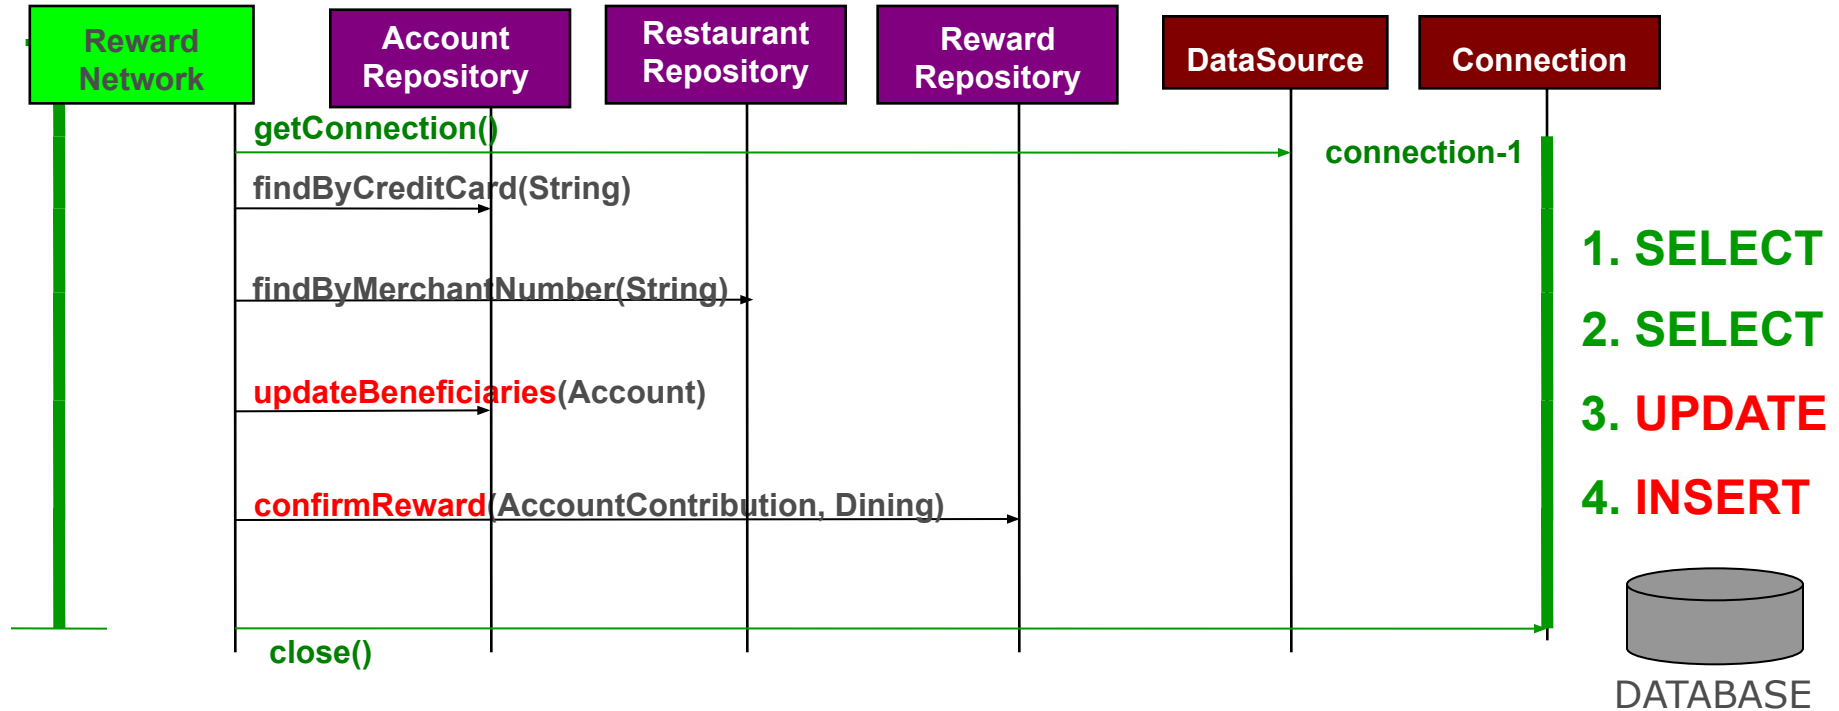 Reward
Network
Account
Repository
Restaurant
Repository
Reward
Repository
DataSource
Connection
getConnection()
connection-1
findByCreditCard(String)
1. SELECT
findByMerchantNumber(String)
2. SELECT
updateBeneficiaries(Account)
3. UPDATE
confirmReward(AccountContribution, Dining)
4. INSERT
close()
DATABASE